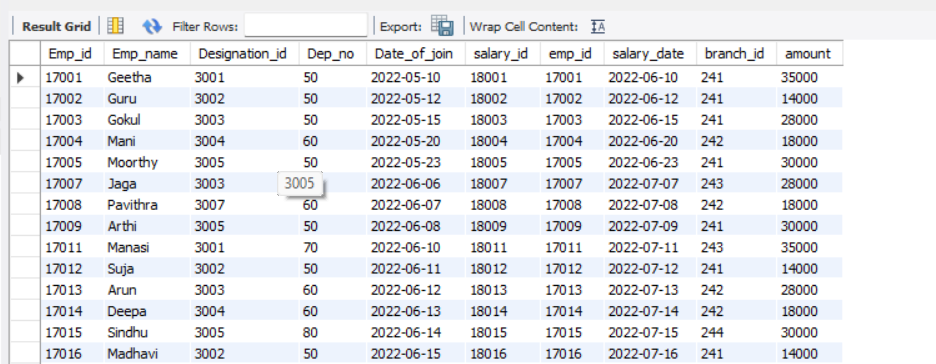 Result Grid Filter Rows: Export: Wrap Cell Content: IA
Emp_id Emp_name Designation_id Dep_no Date_of_join salary_id emp_id salary_date branch_id amount
17001 Geetha 3001 50 2022-05-10 18001 17001 2022-06-10 241 35000
17002 Guru 3002 50 2022-05-12 18002 17002 2022-06-12 241 14000
17003 Gokul 3003 50 2022-05-15 18003 17003 2022-06-15 241 28000
17004 Mani 3004 60 2022-05-20 18004 17004 2022-06-20 242 18000
17005 Moorthy 3005 50 2022-05-23 18005 17005 2022-06-23 241 30000
17007 Jaga 3003 3005 2022-06-06 18007 17007 2022-07-07 243 28000
17008 Pavithra 3007 60 2022-06-07 18008 17008 2022-07-08 242 18000
17009 Arthi 3005 50 2022-06-08 18009 17009 2022-07-09 241 30000
17011 Manasi 3001 70 2022-06-10 18011 17011 2022-07-11 243 35000
17012 Suja 3002 50 2022-06-11 18012 17012 2022-07-12 241 14000
17013 Arun 3003 60 2022-06-12 18013 17013 2022-07-13 242 28000
17014 Deepa 3004 60 2022-06-13 18014 17014 2022-07-14 242 18000
17015 Sindhu 3005 80 2022-06-14 18015 17015 2022-07-15 244 30000
17016 Madhavi 3002 50 2022-06-15 18016 17016 2022-07-16 241 14000